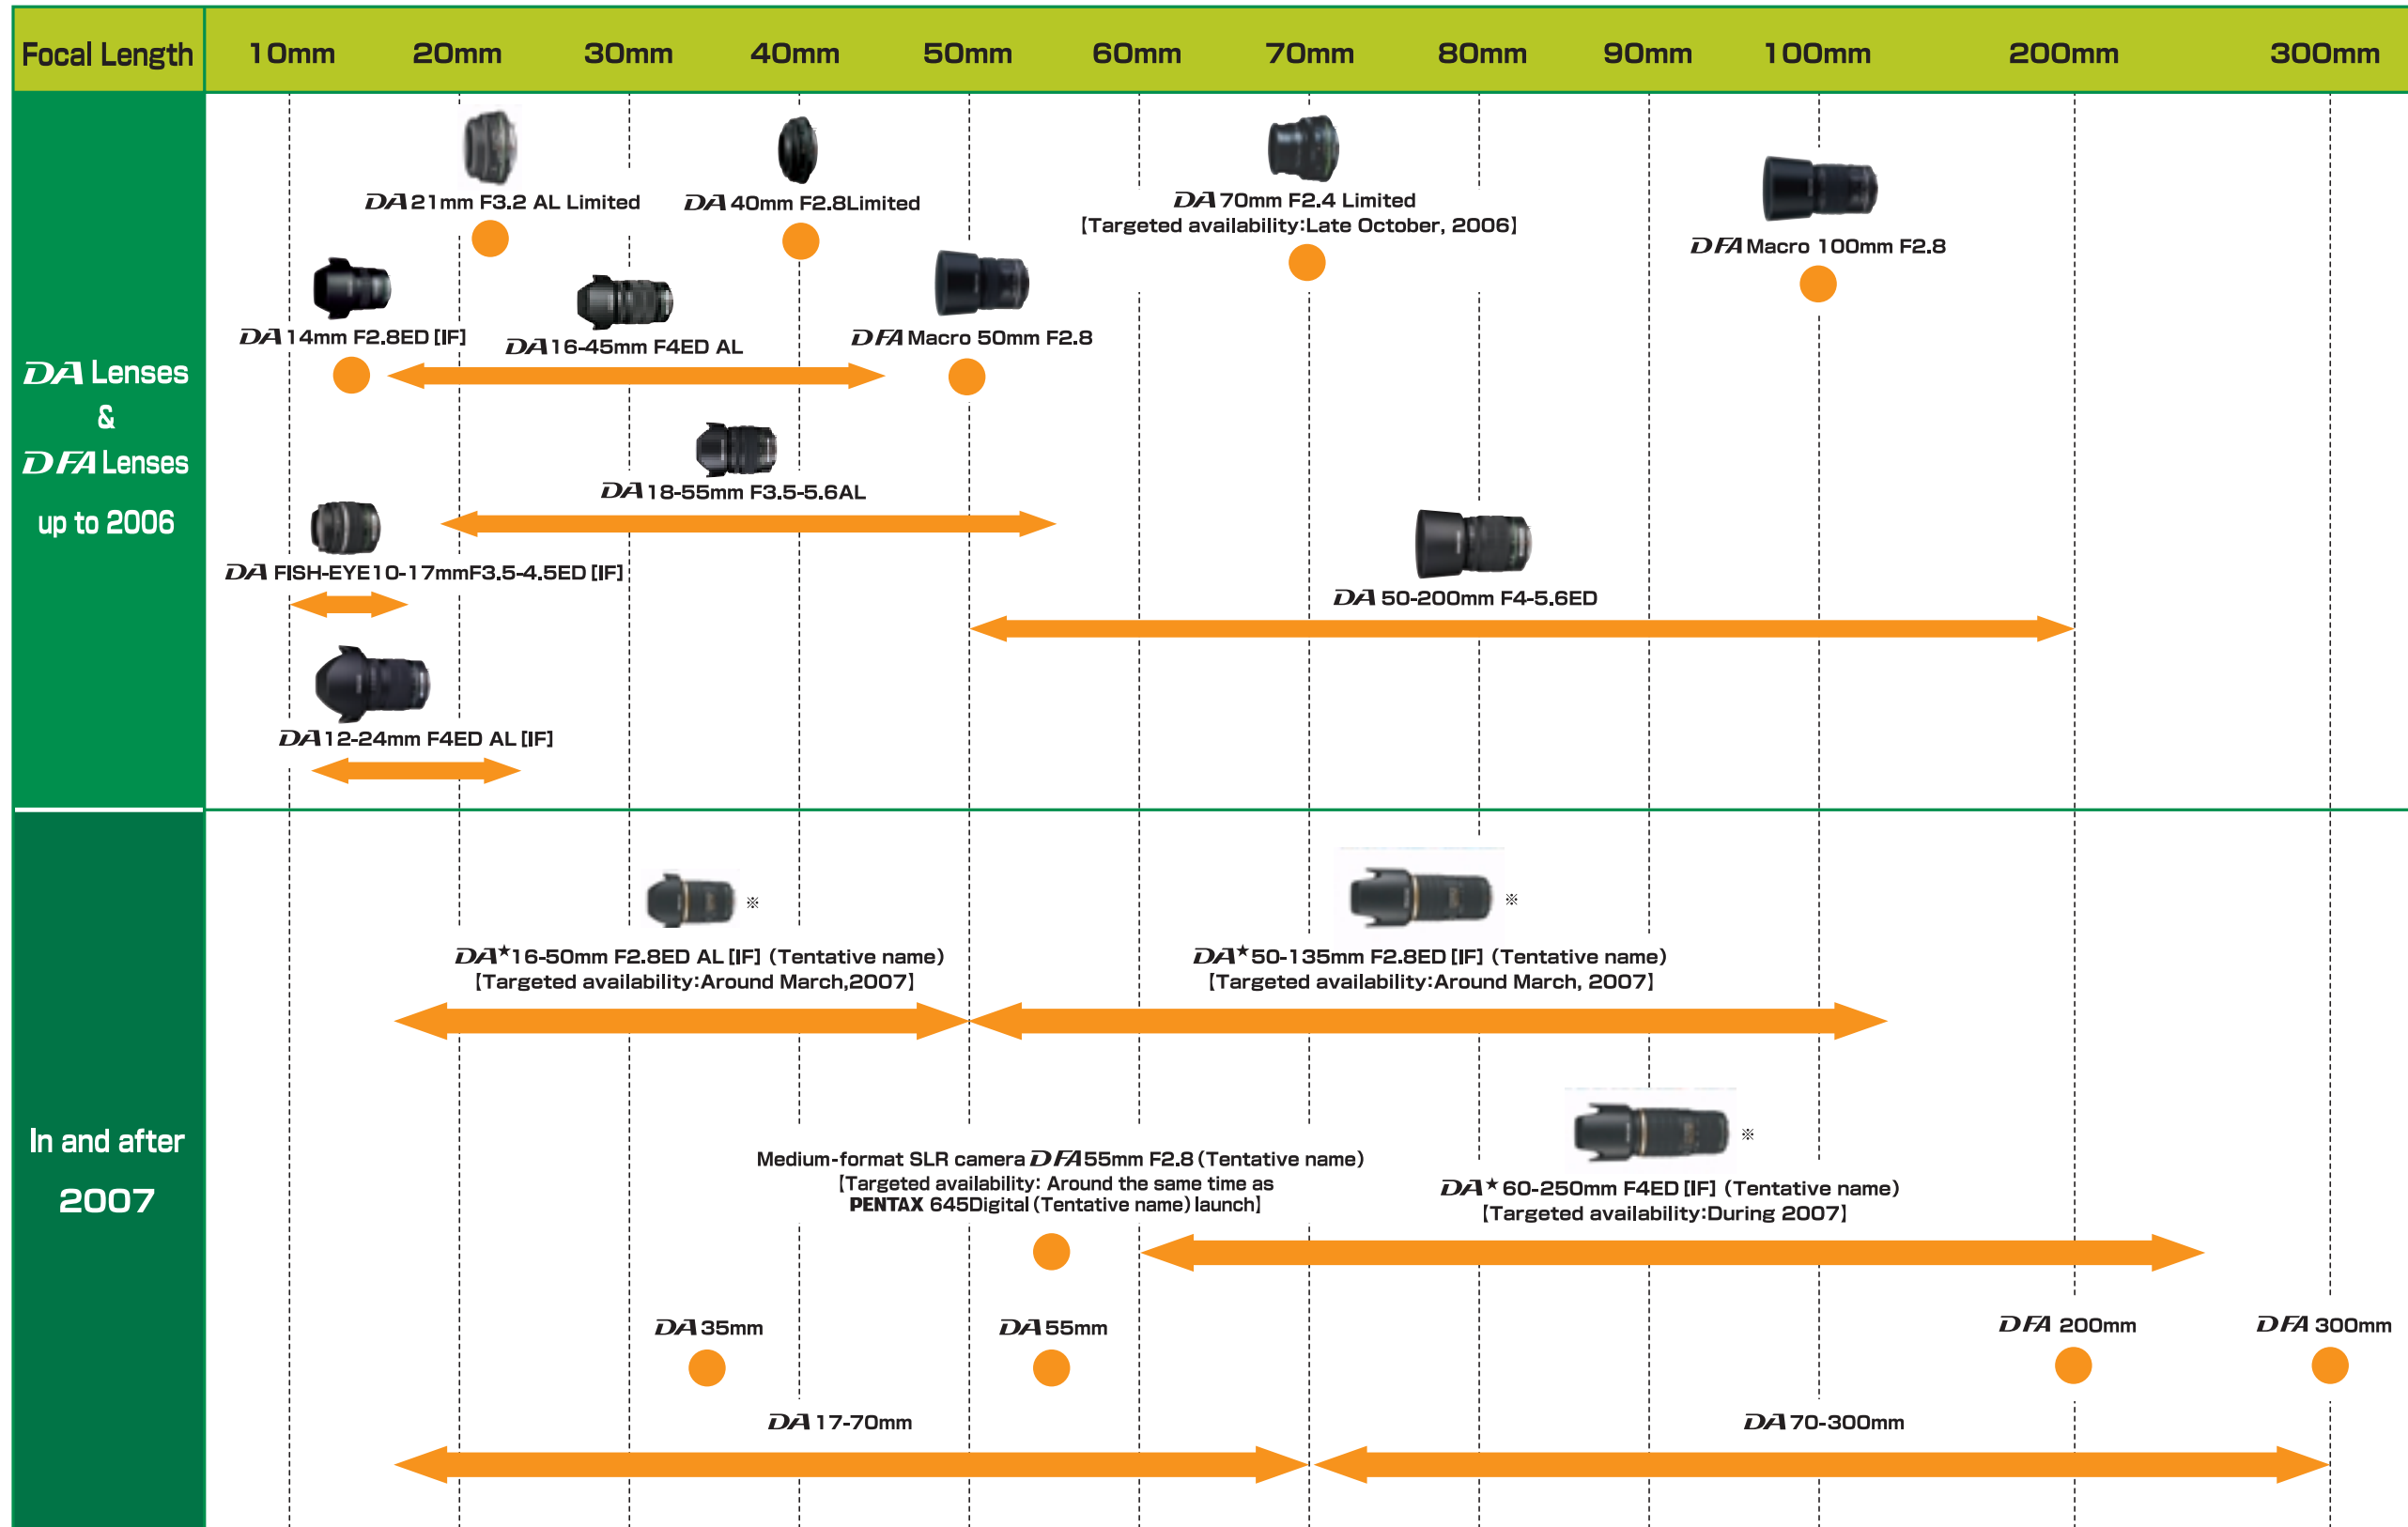 Focal Length 10mm 20mm 30mm 40mm 50mm 60mm 70mm 80mm 90mm 100mm 200mm 300mm
DA Lenses
&
DFA Lenses
up to 2006
DA 21mm F3.2 AL Limited
DA 40mm F2.8Limited
DA 70mm F2.4 Limited
[Targeted availability:Late October, 2006]
DFA Macro 100mm F2.8
DA 14mm F2.8ED [IF]
DA 16-45mm F4ED AL
DFA Macro 50mm F2.8
DA 18-55mm F3.5-5.6AL
DA FISH-EYE10-17mmF3.5-4.5ED [IF]
DA 50-200mm F4-5.6ED
DA 12-24mm F4ED AL [IF]
In and after
2007
※
※
DA★16-50mm F2.8ED AL [IF] (Tentative name)
[Targeted availability:Around March,2007]
DA★50-135mm F2.8ED [IF] (Tentative name)
[Targeted availability:Around March, 2007]
※
Medium-format SLR camera DFA 55mm F2.8 (Tentative name)
[Targeted availability: Around the same time as
PENTAX 645Digital (Tentative name) launch]
DA★60-250mm F4ED [IF] (Tentative name)
[Targeted availability:During 2007]
DA 35mm
DA 55mm
DFA 200mm
DFA 300mm
DA 17-70mm
DA 70-300mm